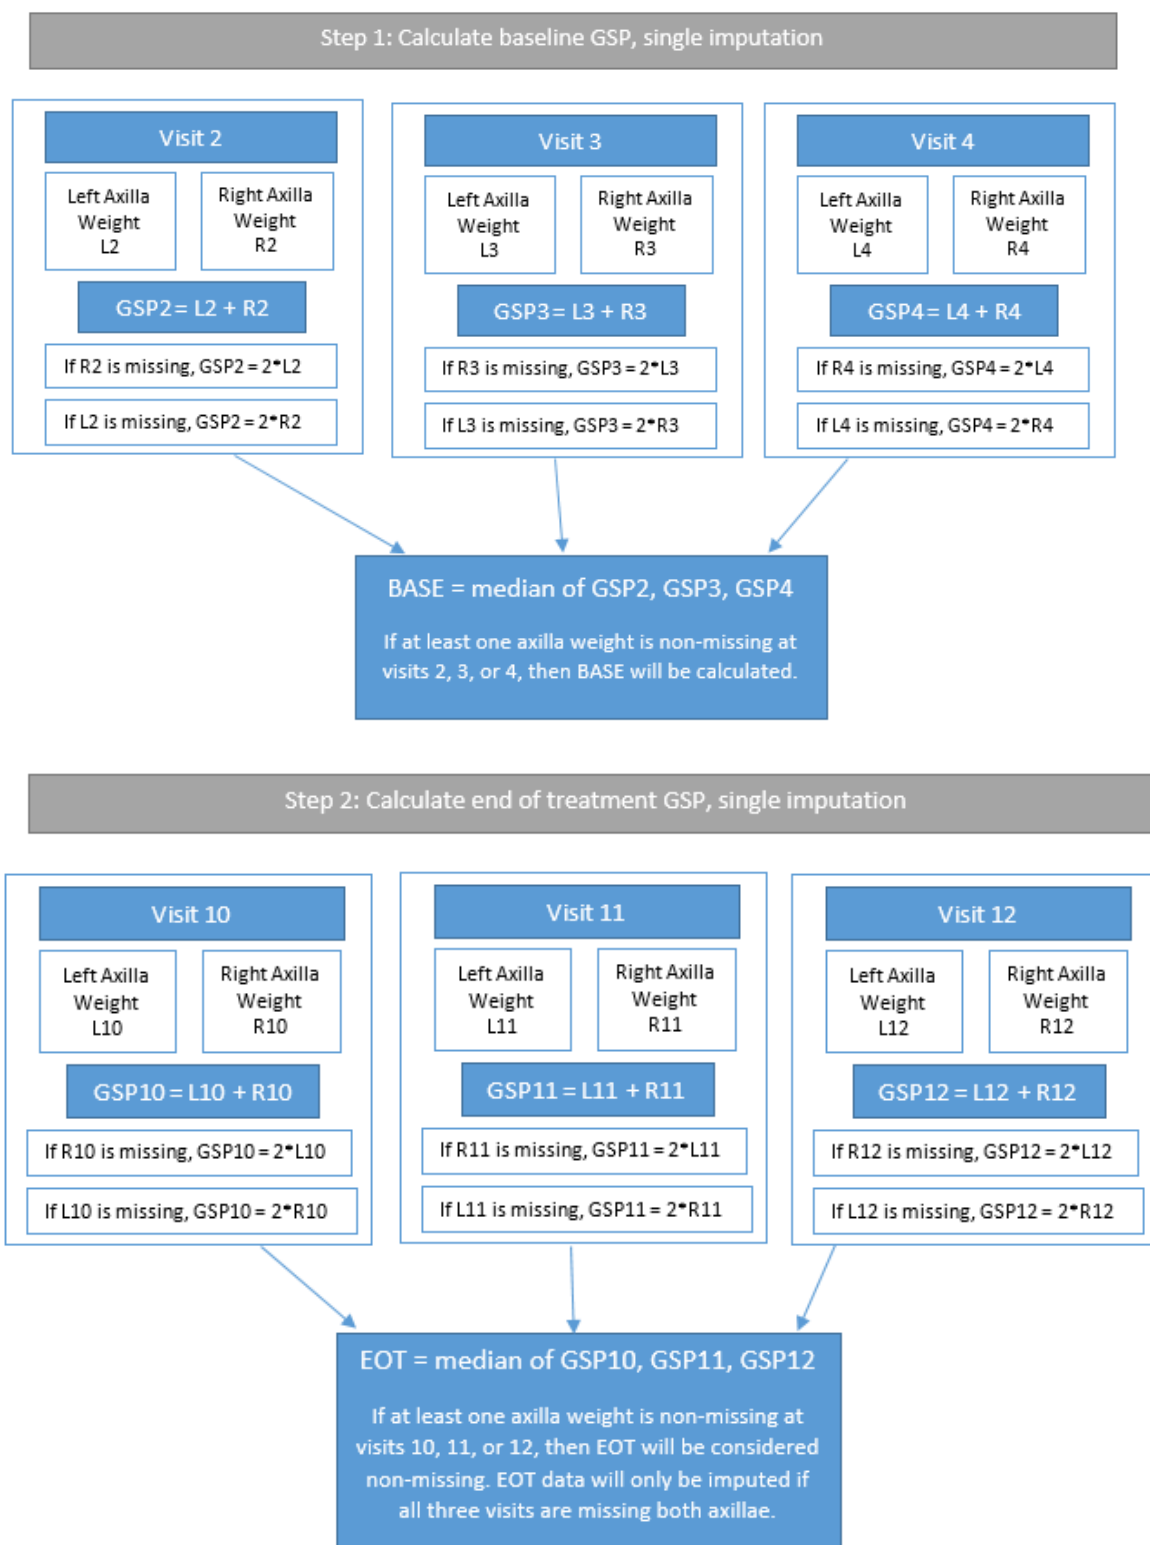 Step 1: Calculate baseline GSP, single imputation
Visit 2
Left Axilla
Weight
L2
Right Axilla
Weight
R2
GSP2 = L2 + R2
If R2 is missing, GSP2 = 2*L2
If L2 is missing, GSP2 = 2*R2
Visit 3
Left Axilla
Weight
L3
Right Axilla
Weight
R3
GSP3 = L3 + R3
If R3 is missing, GSP3 = 2*L3
If L3 is missing, GSP3 = 2*R3
Visit 4
Left Axilla
Weight
L4
Right Axilla
Weight
R4
GSP4 = L4 + R4
If R4 is missing, GSP4 = 2*L4
If L4 is missing, GSP4 = 2*R4
BASE = median of GSP2, GSP3, GSP4
If at least one axilla weight is non-missing at
visits 2, 3, or 4, then BASE will be calculated.
Step 2: Calculate end of treatment GSP, single imputation
Visit 10
Left Axilla
Weight
L10
Right Axilla
Weight
R10
GSP10 = L10 + R10
If R10 is missing, GSP10 = 2*L10
If L10 is missing, GSP10 = 2*R10
Visit 11
Left Axilla
Weight
L11
Right Axilla
Weight
R11
GSP11 = L11 + R11
If R11 is missing, GSP11 = 2*L11
If L11 is missing, GSP11 = 2*R11
Visit 12
Left Axilla
Weight
L12
Right Axilla
Weight
R12
GSP12 = L12 + R12
If R12 is missing, GSP12 = 2*L12
If L12 is missing, GSP12 = 2*R12
EOT = median of GSP10, GSP11, GSP12
If at least one axilla weight is non-missing at
visits 10, 11, or 12, then EOT will be considered
non-missing. EOT data will only be imputed if
all three visits are missing both axillae.